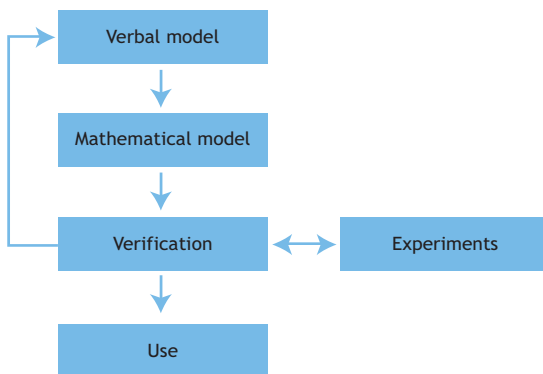 Verbal model
Mathematical model
Verification
Experiments
Use